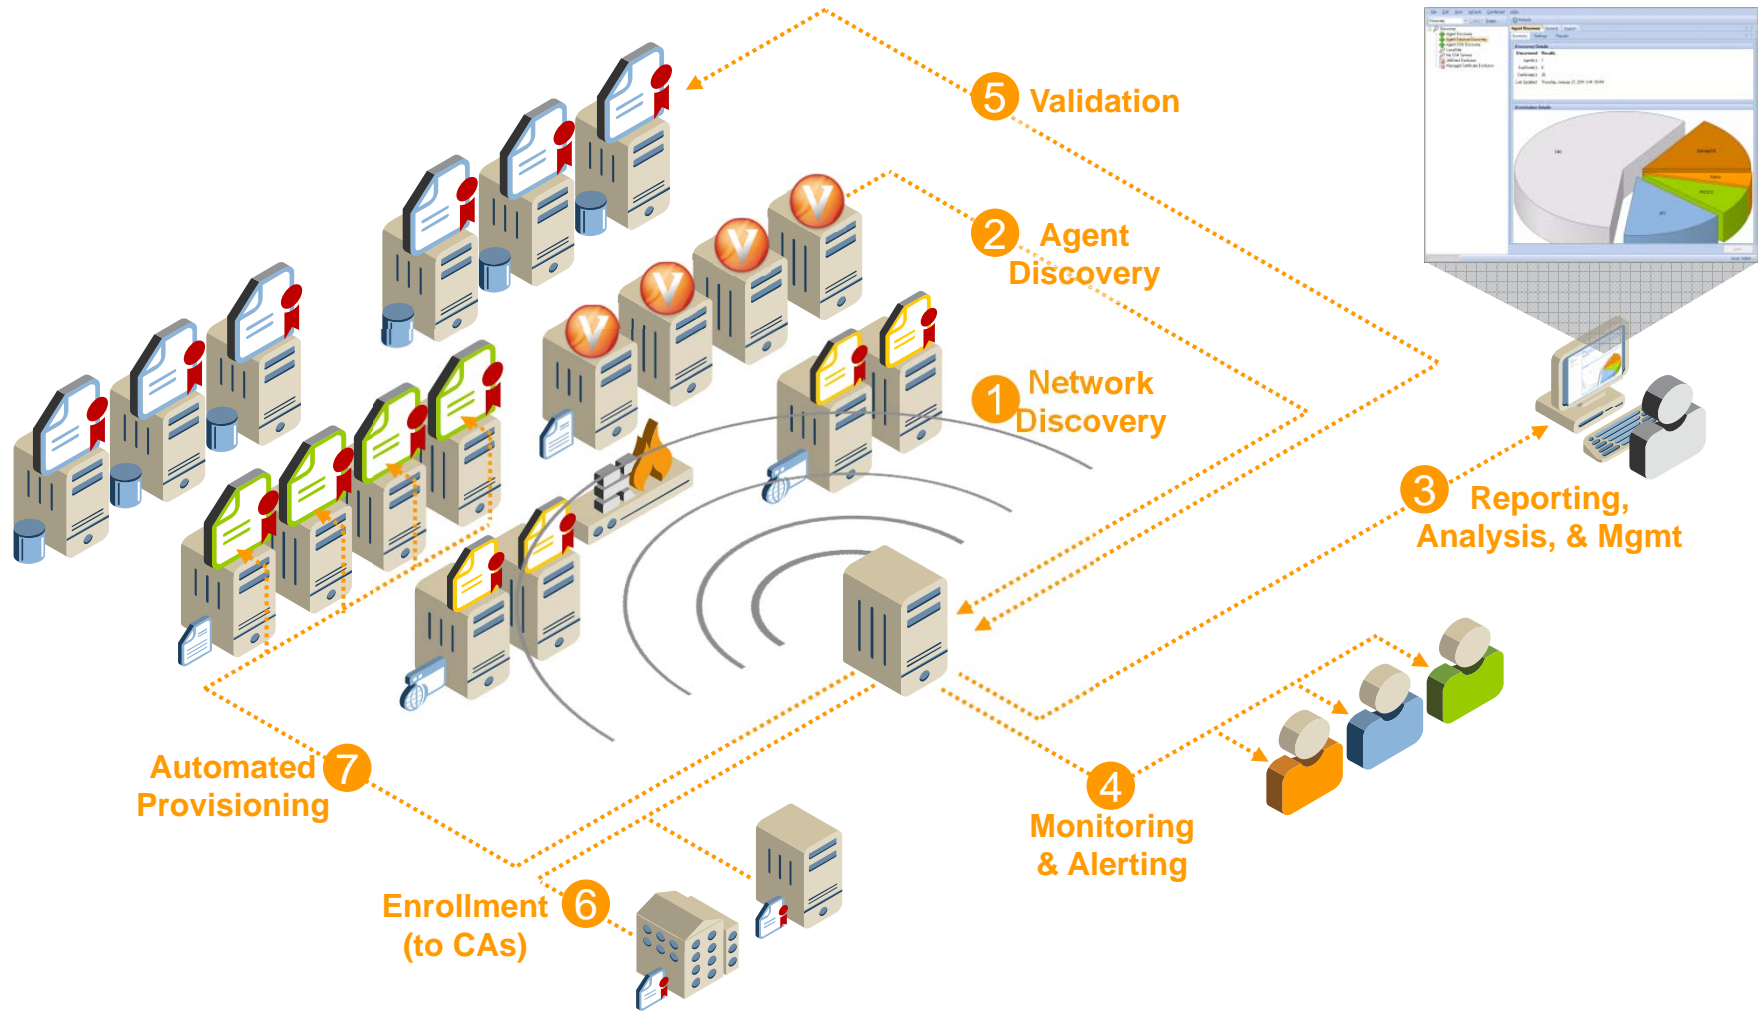 5 Validation
2 Agent
Discovery
1 Network
Discovery
3 Reporting,
Analysis, & Mgmt
Automated 7
Provisioning
4
Monitoring
& Alerting
Enrollment 6
(to CAs)
V
V
V
V